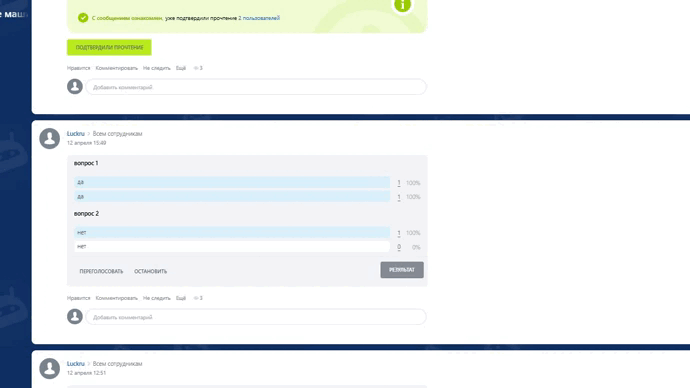 е маш
С сообщением ознакомлен, уже подтвердили прочтение 2 пользователей
ПОДТВЕРДИЛИ ПРОЧТЕНИЕ
Нравится Комментировать Не следить Ещё 3
Добавить комментарий
Luckru Всем сотрудникам
12 апреля 15:49
вопрос 1
да 1 100%
да 1 100%
вопрос 2
нет 1 100%
нет 0 0%
ПЕРЕГОЛОСОВАТЬ ОСТАНОВИТЬ РЕЗУЛЬТАТ
Нравится Комментировать Не следить Ещё 3
Добавить комментарий
Luckru Всем сотрудникам
12 апреля 12:51